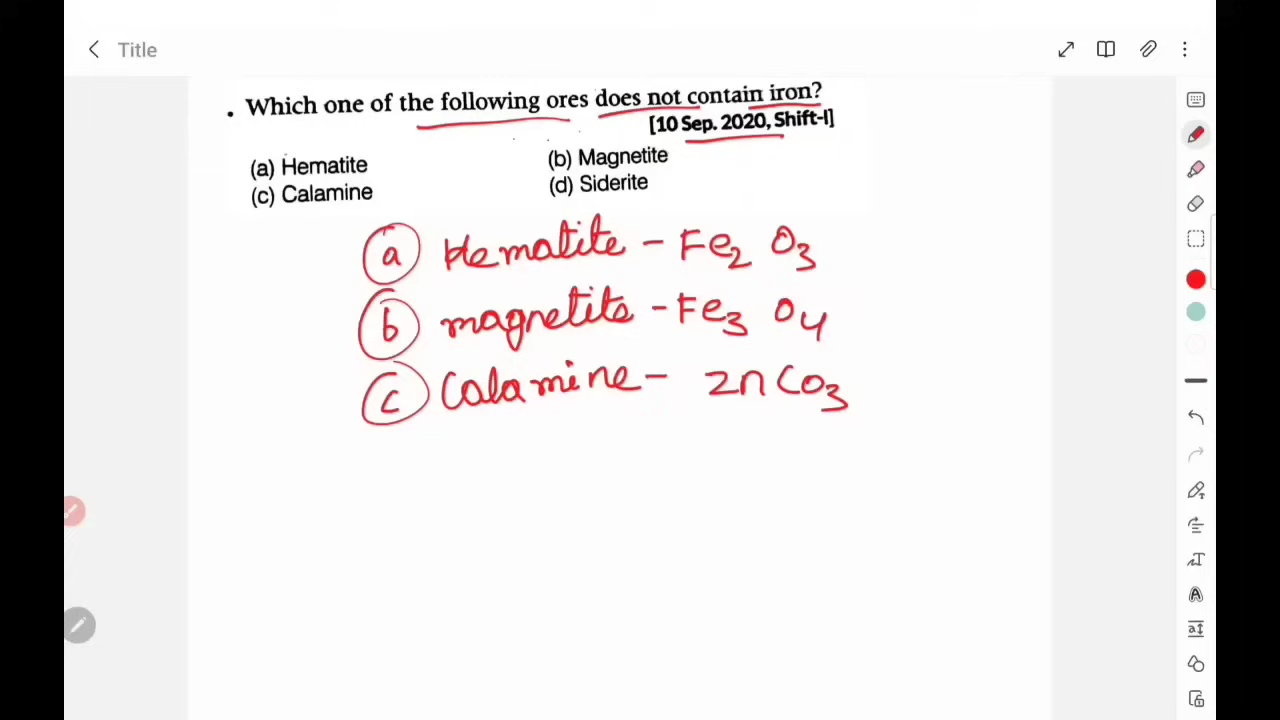 Title
. Which one of the following ores does not contain iron?
[10 Sep. 2020, Shift-I]
(a) Hematite (b) Magnetite
(c) Calamine (d) Siderite
a Hematite - Fe2 O3
b magnetite - Fe3 O4
c Calamine - ZnCO3